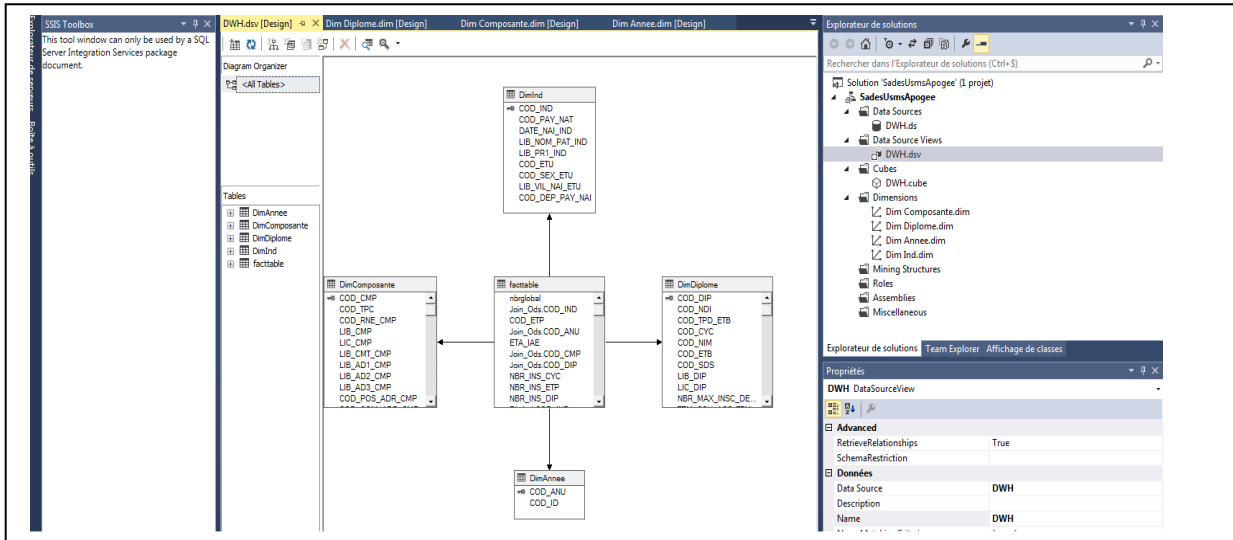 Explorateur de serveurs
Boîte à outils
SSIS Toolbox
This tool window can only be used by a SQL
Server Integration Services package
document.
DWH.dsv [Design]
Dim Diplome.dim [Design]
Dim Composante.dim [Design]
Dim Annee.dim [Design]
Diagram Organizer
<All Tables>
Tables
DimAnnee
DimComposante
DimDiplome
DimInd
facttable
DimInd
COD_IND
COD_PAY_NAT
DATE_NAI_IND
LIB_NOM_PAT_IND
LIB_PR1_IND
COD_ETU
COD_SEX_ETU
LIB_VIL_NAI_ETU
COD_DEP_PAY_NAI
DimComposante
COD_CMP
COD_TPC
COD_RNE_CMP
LIB_CMP
LIC_CMP
LIB_CMT_CMP
LIB_AD1_CMP
LIB_AD2_CMP
LIB_AD3_CMP
COD_POS_ADR_CMP
facttable
nbrglobal
Join_Ods.COD_IND
COD_ETP
Join_Ods.COD_ANU
ETA_IAE
Join_Ods.COD_CMP
Join_Ods.COD_DIP
NBR_INS_CYC
NBR_INS_ETP
NBR_INS_DIP
DimDiplome
COD_DIP
COD_NDI
COD_TPD_ETB
COD_CYC
COD_NIM
COD_ETB
COD_SDS
LIB_DIP
LIC_DIP
NBR_MAX_INSC_DE...
DimAnnee
COD_ANU
COD_ID
Explorateur de solutions
Rechercher dans l'Explorateur de solutions (Ctrl+$)
Solution 'SadesUsmsApogee' (1 projet)
SadesUsmsApogee
Data Sources
DWH.ds
Data Source Views
DWH.dsv
Cubes
DWH.cube
Dimensions
Dim Composante.dim
Dim Diplome.dim
Dim Annee.dim
Dim Ind.dim
Mining Structures
Roles
Assemblies
Miscellaneous
Explorateur de solutions Team Explorer Affichage de classes
Propriétés
DWH DataSourceView
Advanced
RetrieveRelationships True
SchemaRestriction
Données
Data Source DWH
Description
Name DWH